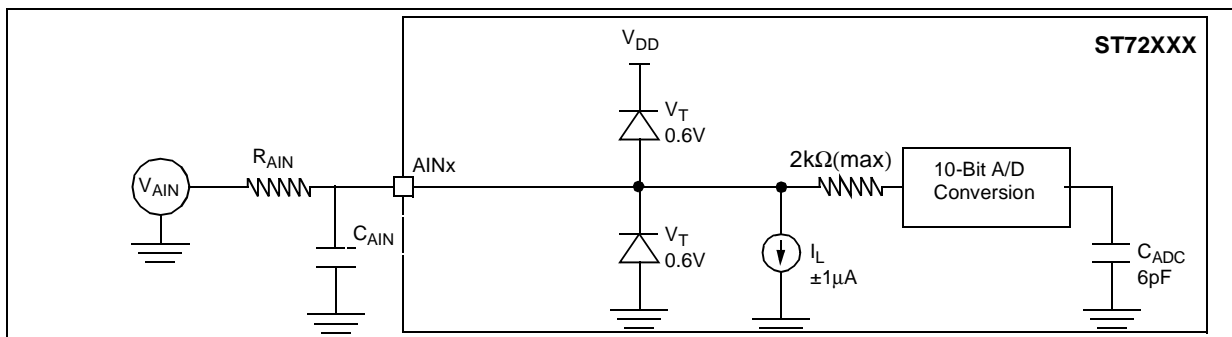 ST72XXX
V_DD
V_T
0.6V
R_AIN
AINx
2kΩ(max)
10-Bit A/D
Conversion
V_AIN
C_AIN
V_T
0.6V
I_L
±1μA
C_ADC
6pF